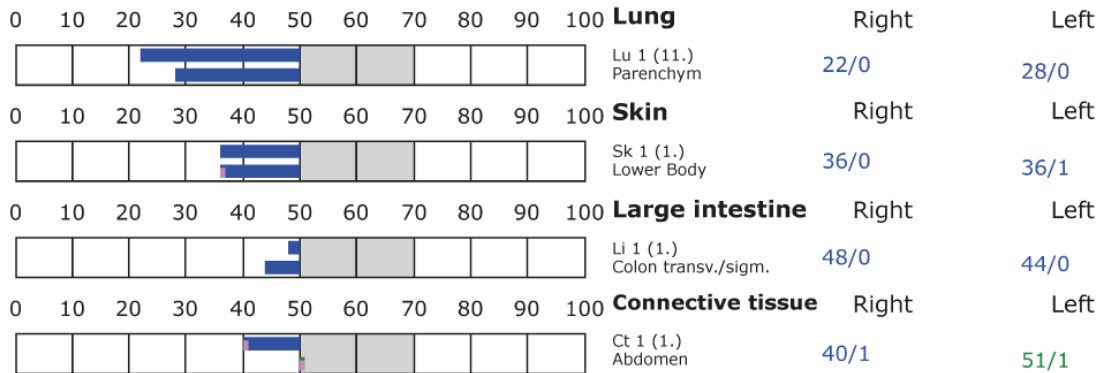 0 10 20 30 40 50 60 70 80 90 100 Lung Right Left
Lu 1 (11.)
Parenchym 22/0 28/0
0 10 20 30 40 50 60 70 80 90 100 Skin Right Left
Sk 1 (1.)
Lower Body 36/0 36/1
0 10 20 30 40 50 60 70 80 90 100 Large intestine Right Left
Li 1 (1.)
Colon transv./sigm. 48/0 44/0
0 10 20 30 40 50 60 70 80 90 100 Connective tissue Right Left
Ct 1 (1.)
Abdomen 40/1 51/1